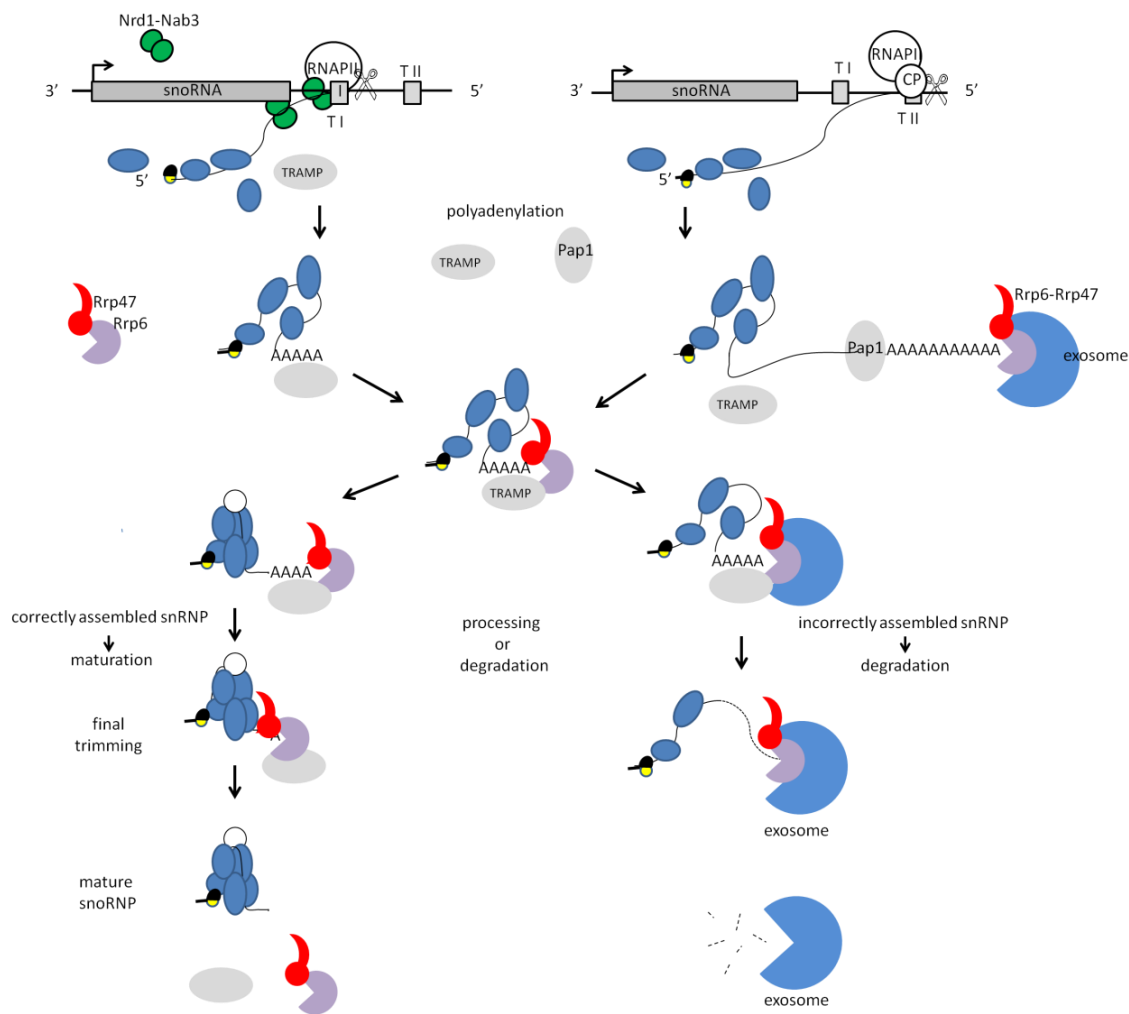 Nrd1-Nab3
RNAPII
RNAPII
CP
T II
T I
3’
snoRNA
I
5’
3’
snoRNA
5’
T I
T II
5’
TRAMP
5’
polyadenylation
TRAMP
Pap1
Rrp47
Rrp6
Rrp6-Rrp47
AAAAA
Pap1
AAAAAAAAAAA
exosome
TRAMP
AAAAA
TRAMP
AAAA
AAAAA
correctly assembled snRNP
maturation
processing
or
degradation
incorrectly assembled snRNP
degradation
final
trimming
A
exosome
mature
snoRNP
exosome